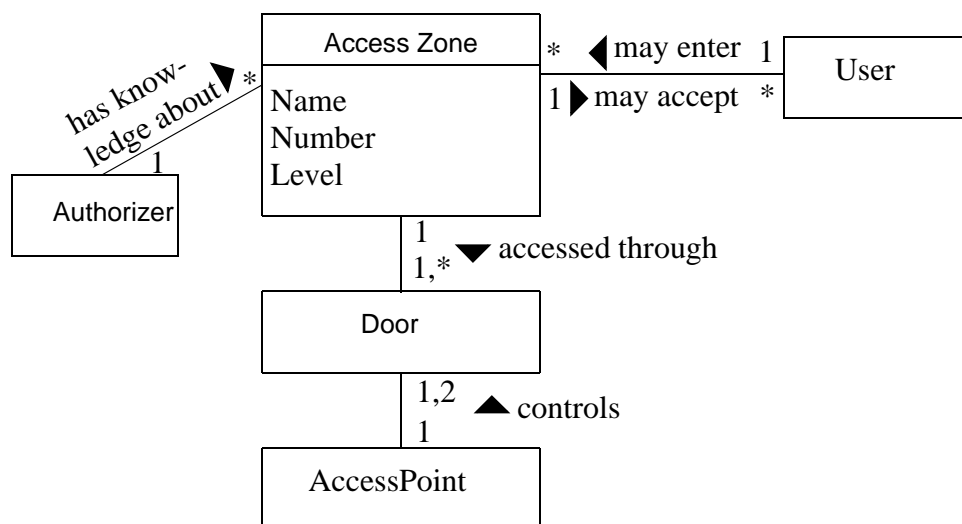 Access Zone
Name
Number
Level
* may enter 1
1 may accept *
User
has know-
ledge about *
1
Authorizer
1
1,* accessed through
Door
1,2 controls
1
AccessPoint